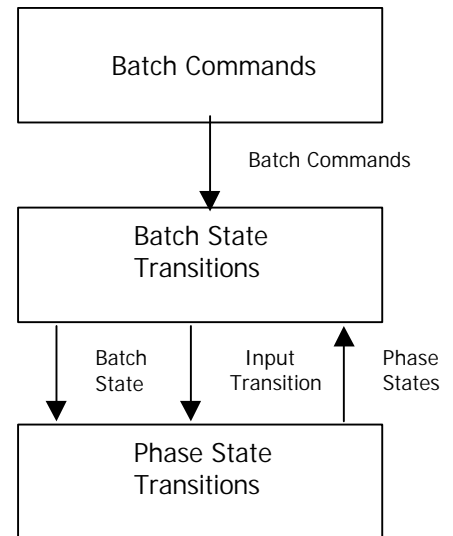 Batch Commands
Batch Commands
Batch State
Transitions
Batch
State
Input
Transition
Phase
States
Phase State
Transitions